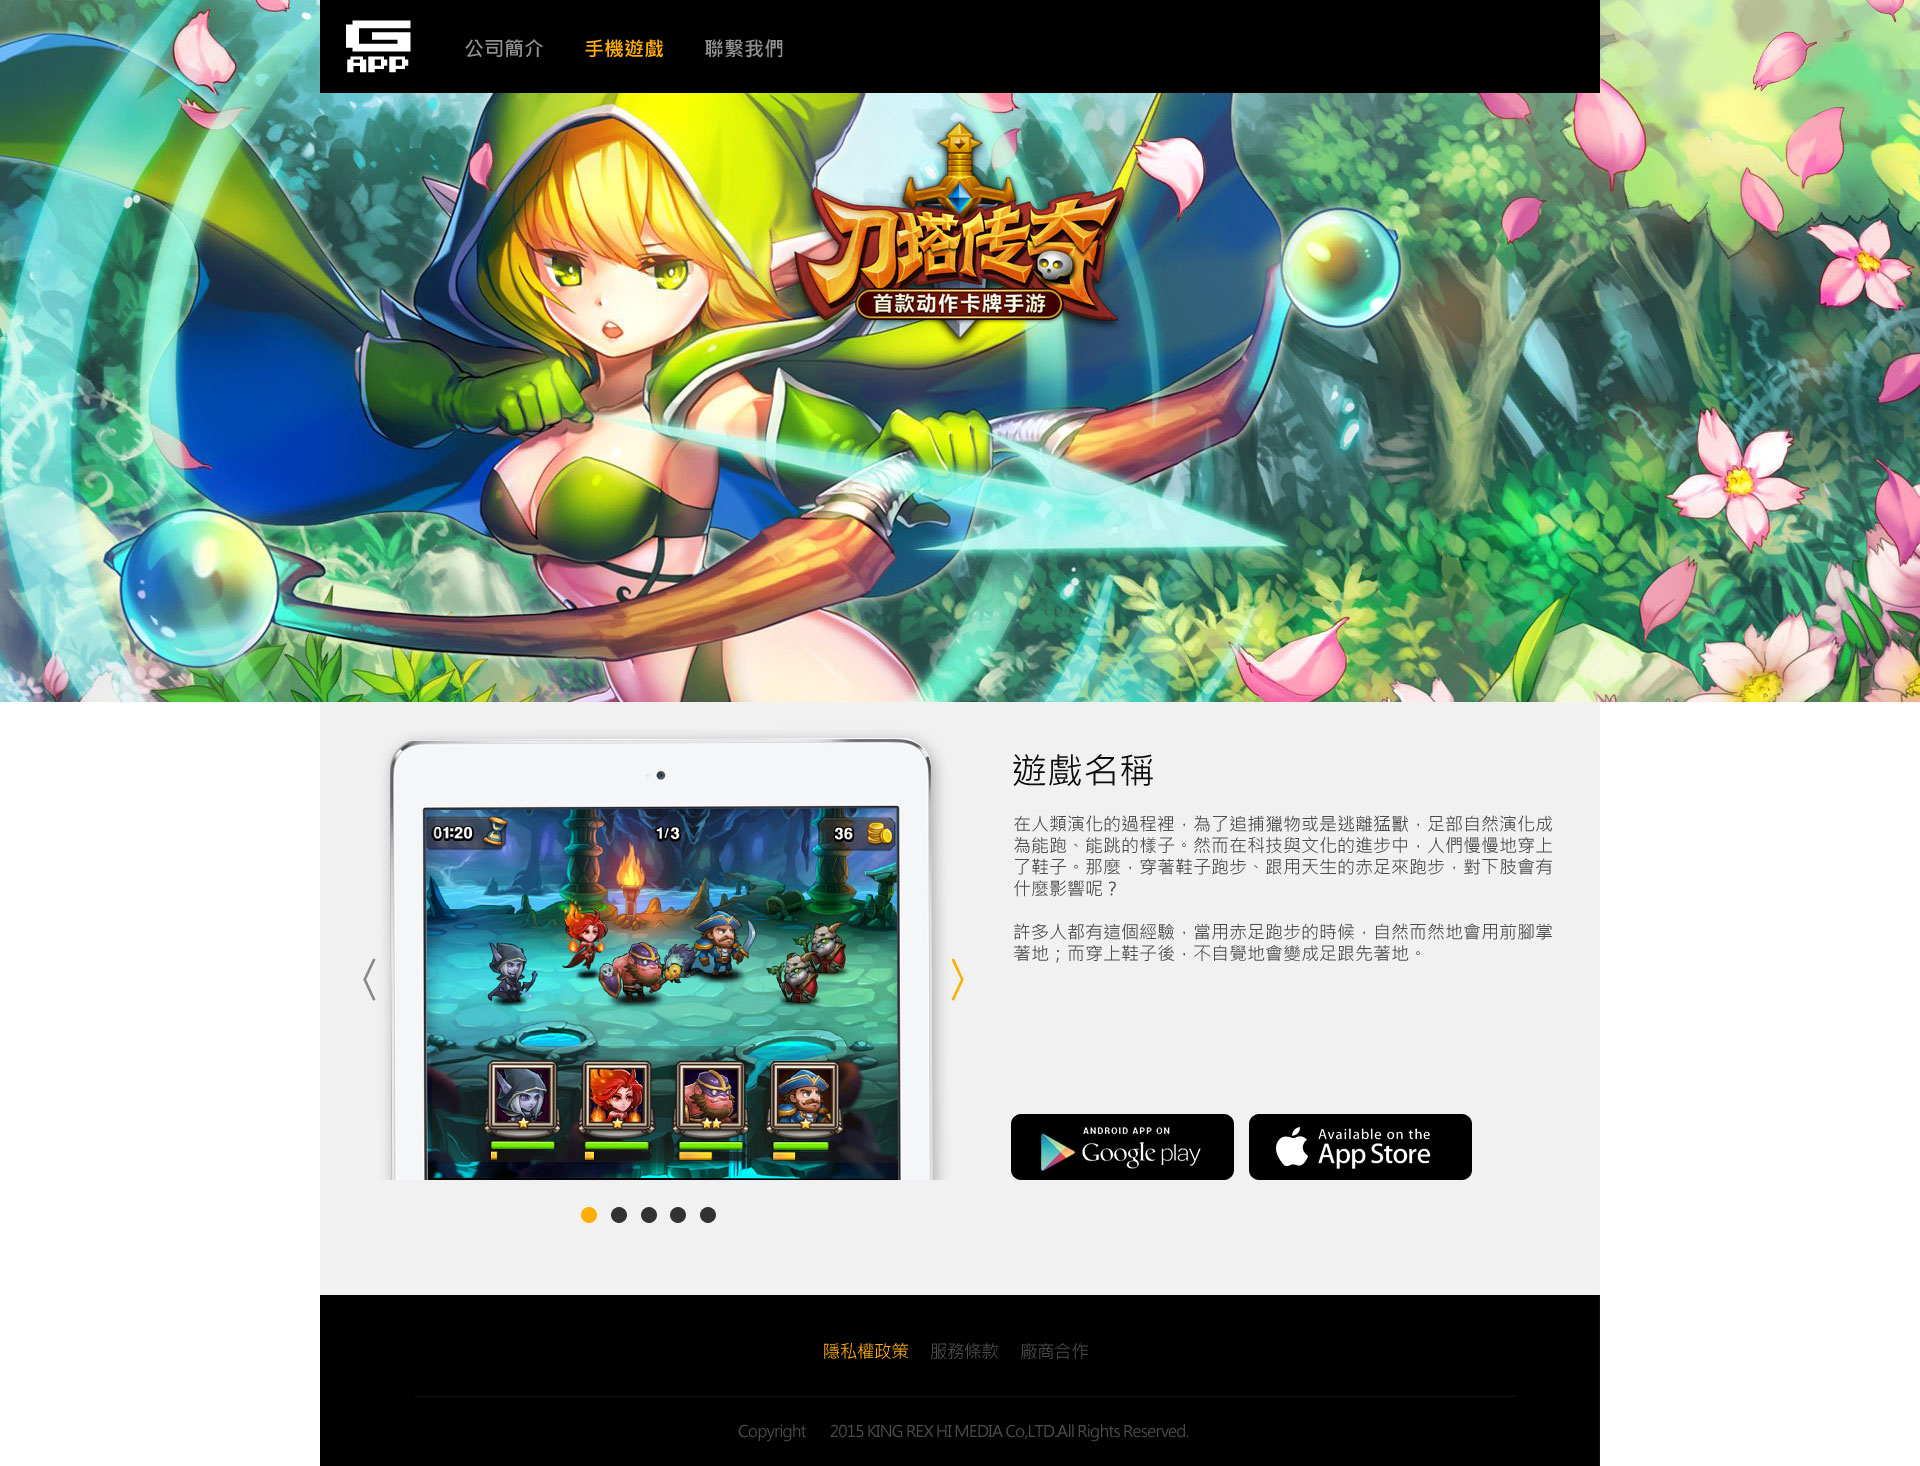 G
APP
公司簡介 手機遊戲 聯繫我們
刀塔传奇
首款动作卡牌手游
遊戲名稱
01:20 1/3 36
在人類演化的過程裡，為了追捕獵物或是逃離猛獸，足部自然演化成
為能跑、能跳的樣子。然而在科技與文化的進步中，人們慢慢地穿上
了鞋子。那麼，穿著鞋子跑步、跟用天生的赤足來跑步，對下肢會有
什麼影響呢？
許多人都有這個經驗，當用赤足跑步的時候，自然而然地會用前腳掌
著地；而穿上鞋子後，不自覺地會變成足跟先著地。
ANDROID APP ON
Google play
Available on the
App Store
隱私權政策 服務條款 廠商合作
Copyright 2015 KING REX HI MEDIA Co,LTD.All Rights Reserved.